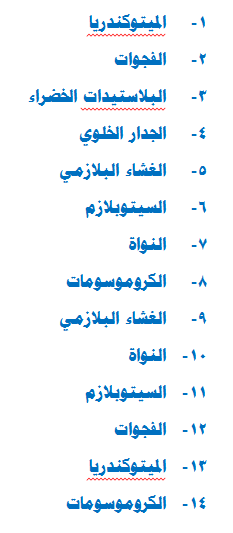 ١- الميتوكندريا
٢- الفجوات
٣- البلاستيدات الخضراء
٤- الجدار الخلوي
٥- الغشاء البلازمي
٦- السيتوبلازم
٧- النواة
٨- الكروموسومات
٩- الغشاء البلازمي
١٠- النواة
١١- السيتوبلازم
١٢- الفجوات
١٣- الميتوكندريا
١٤- الكروموسومات